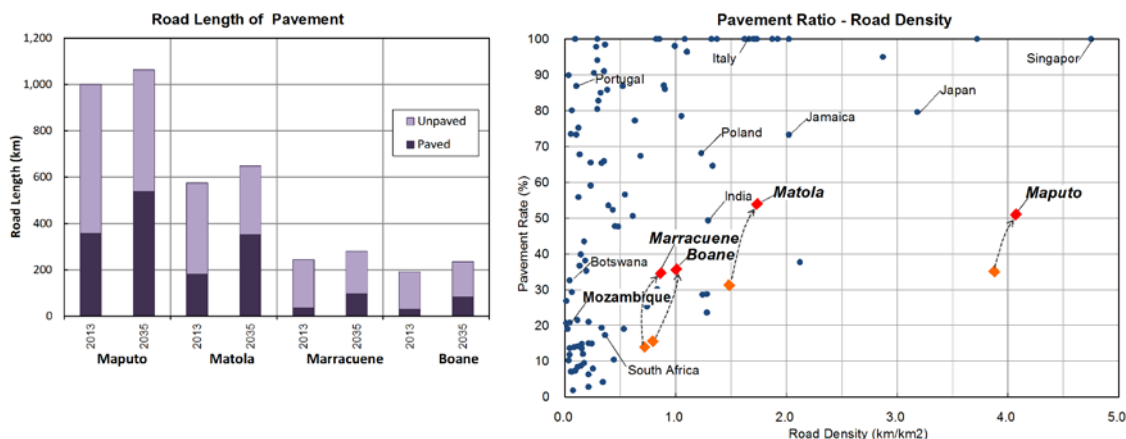 Road Length of Pavement
1,200
1,000
800
600
400
200
0
Road Length (km)
Unpaved
Paved
2013
2035
2013
2035
2013
2035
2013
2035
Maputo
Matola
Marracuene
Boane
Pavement Ratio - Road Density
100
90
80
70
60
50
40
30
20
10
0
Pavement Rate (%)
Italy
Singapor
Portugal
Japan
Jamaica
Poland
India
Matola
Maputo
Marracuene
Boane
Botswana
Mozambique
South Africa
0.0
1.0
2.0
3.0
4.0
5.0
Road Density (km/km2)